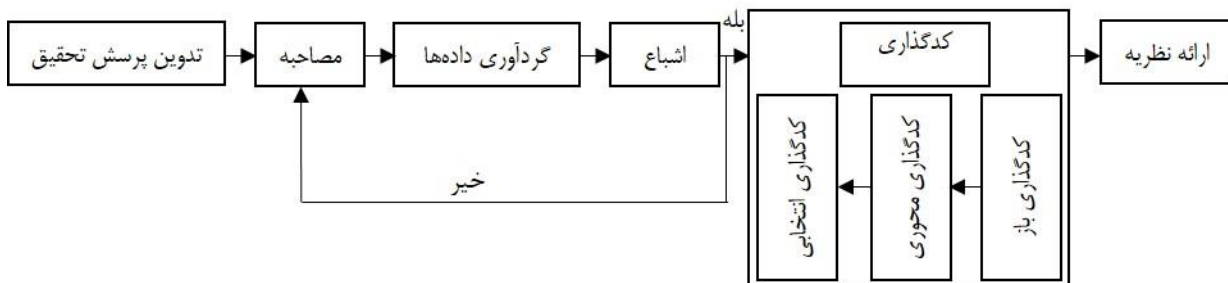 تدوین پرسش تحقیق
مصاحبه
گردآوری داده‌ها
اشباع
بله
خیر
کدگذاری
کدگذاری باز
کدگذاری محوری
کدگذاری انتخابی
ارائه نظریه